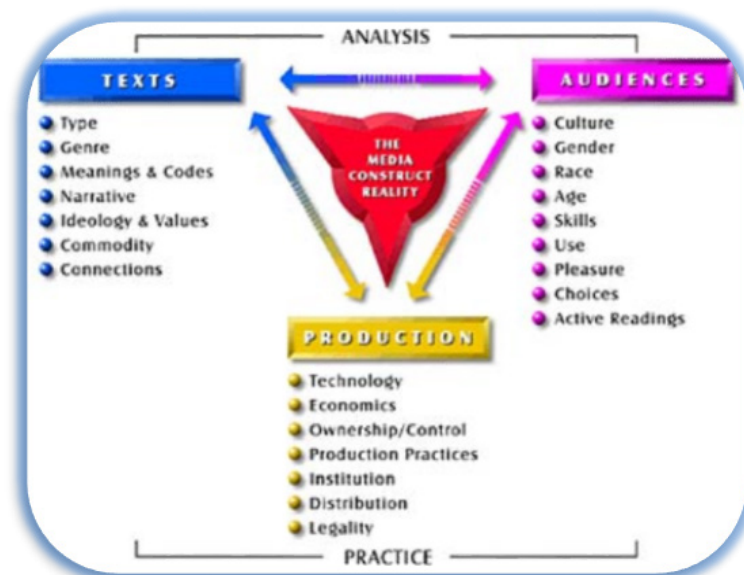 ANALYSIS
TEXTS
Type
Genre
Meanings & Codes
Narrative
Ideology & Values
Commodity
Connections
THE
MEDIA
CONSTRUCT
REALITY
AUDIENCES
Culture
Gender
Race
Age
Skills
Use
Pleasure
Choices
Active Readings
PRODUCTION
Technology
Economics
Ownership/Control
Production Practices
Institution
Distribution
Legality
PRACTICE